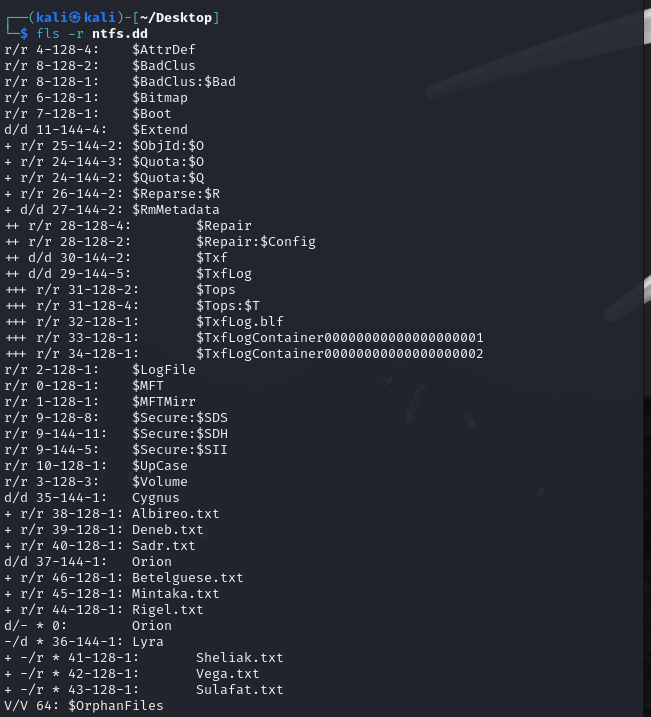 ┌──(kali㉿kali)-[~/Desktop]
└─$ fls -r ntfs.dd
r/r 4-128-4: $AttrDef
r/r 8-128-2: $BadClus
r/r 8-128-1: $BadClus:$Bad
r/r 6-128-1: $Bitmap
r/r 7-128-1: $Boot
d/d 11-144-4: $Extend
+ r/r 25-144-2: $ObjId:$O
+ r/r 24-144-3: $Quota:$O
+ r/r 24-144-2: $Quota:$Q
+ r/r 26-144-2: $Reparse:$R
+ d/d 27-144-2: $RmMetadata
++ r/r 28-128-4: $Repair
++ r/r 28-128-2: $Repair:$Config
++ d/d 30-144-2: $Txf
++ d/d 29-144-5: $TxfLog
+++ r/r 31-128-2: $Tops
+++ r/r 31-128-4: $Tops:$T
+++ r/r 32-128-1: $TxfLog.blf
+++ r/r 33-128-1: $TxfLogContainer00000000000000000001
+++ r/r 34-128-1: $TxfLogContainer00000000000000000002
r/r 2-128-1: $LogFile
r/r 0-128-1: $MFT
r/r 1-128-1: $MFTMirr
r/r 9-128-8: $Secure:$SDS
r/r 9-144-11: $Secure:$SDH
r/r 9-144-5: $Secure:$SII
r/r 10-128-1: $UpCase
r/r 3-128-3: $Volume
d/d 35-144-1: Cygnus
+ r/r 38-128-1: Albireo.txt
+ r/r 39-128-1: Deneb.txt
+ r/r 40-128-1: Sadr.txt
d/d 37-144-1: Orion
+ r/r 46-128-1: Betelguese.txt
+ r/r 45-128-1: Mintaka.txt
+ r/r 44-128-1: Rigel.txt
d/- * 0: Orion
-/d * 36-144-1: Lyra
+ -/r * 41-128-1: Sheliak.txt
+ -/r * 42-128-1: Vega.txt
+ -/r * 43-128-1: Sulafat.txt
V/V 64: $OrphanFiles